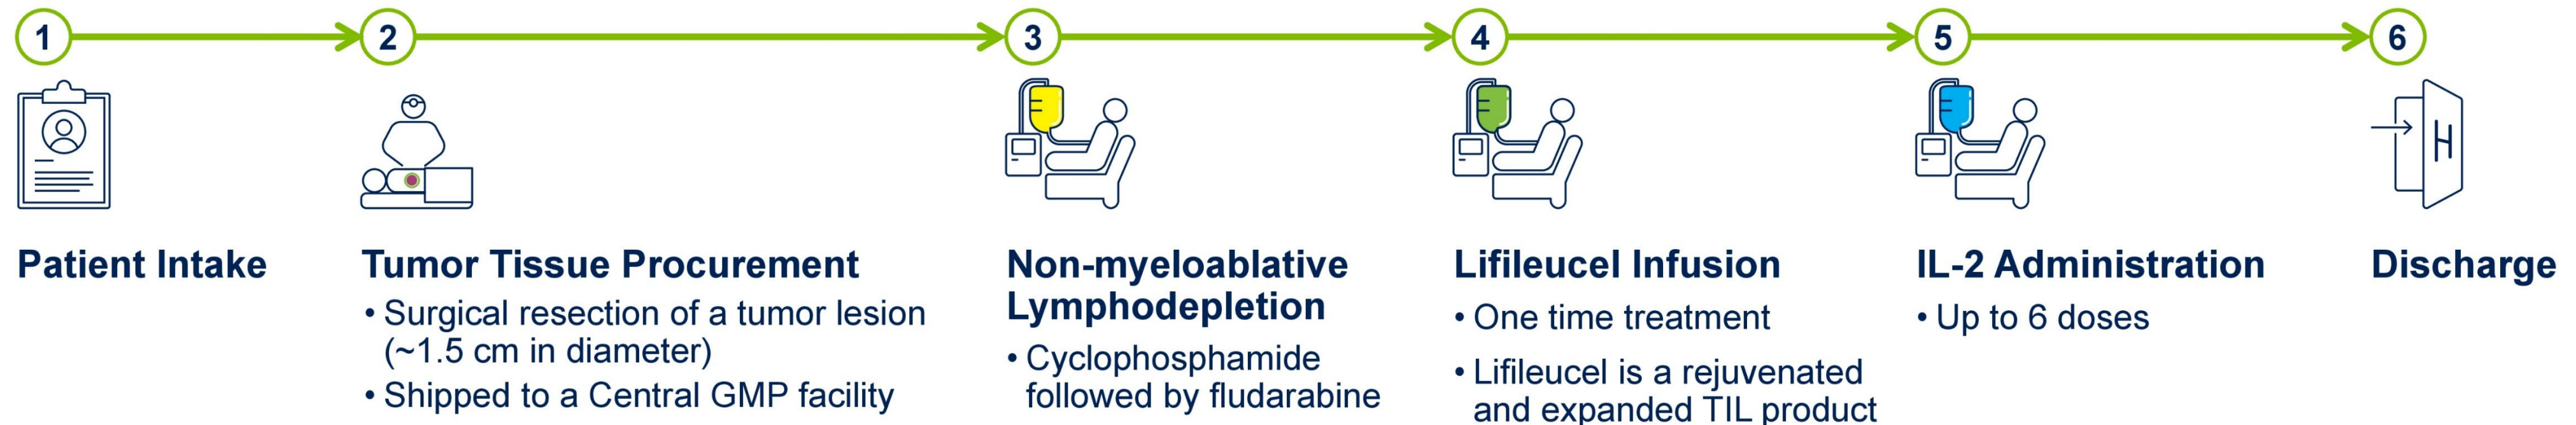 1
2
3
4
5
6
H
Patient Intake
Tumor Tissue Procurement
• Surgical resection of a tumor lesion
(~1.5 cm in diameter)
• Shipped to a Central GMP facility
Non-myeloablative
Lymphodepletion
• Cyclophosphamide
followed by fludarabine
Lifileucel Infusion
• One time treatment
• Lifileucel is a rejuvenated
and expanded TIL product
IL-2 Administration
• Up to 6 doses
Discharge